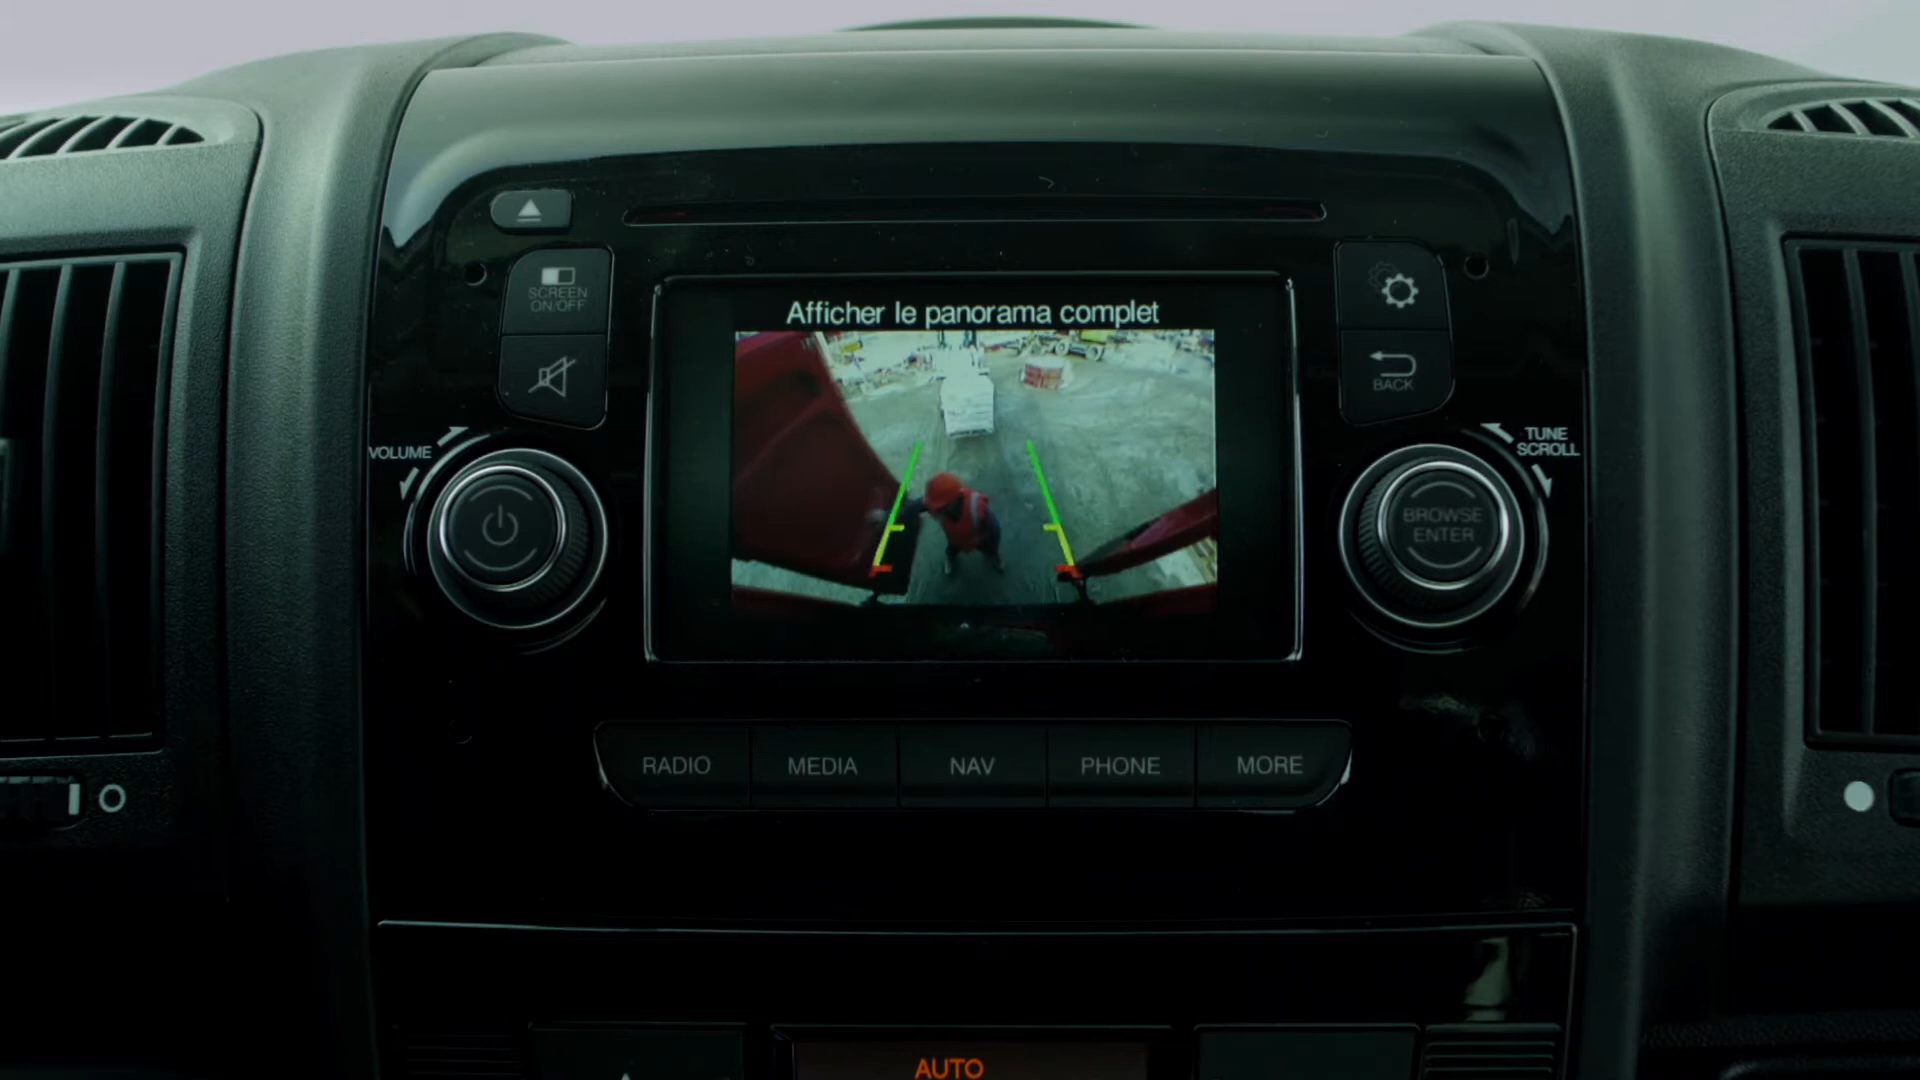 SCREEN
ON/OFF
Afficher le panorama complet
BACK
VOLUME
TUNE
SCROLL
BROWSE
ENTER
RADIO
MEDIA
NAV
PHONE
MORE
AUTO